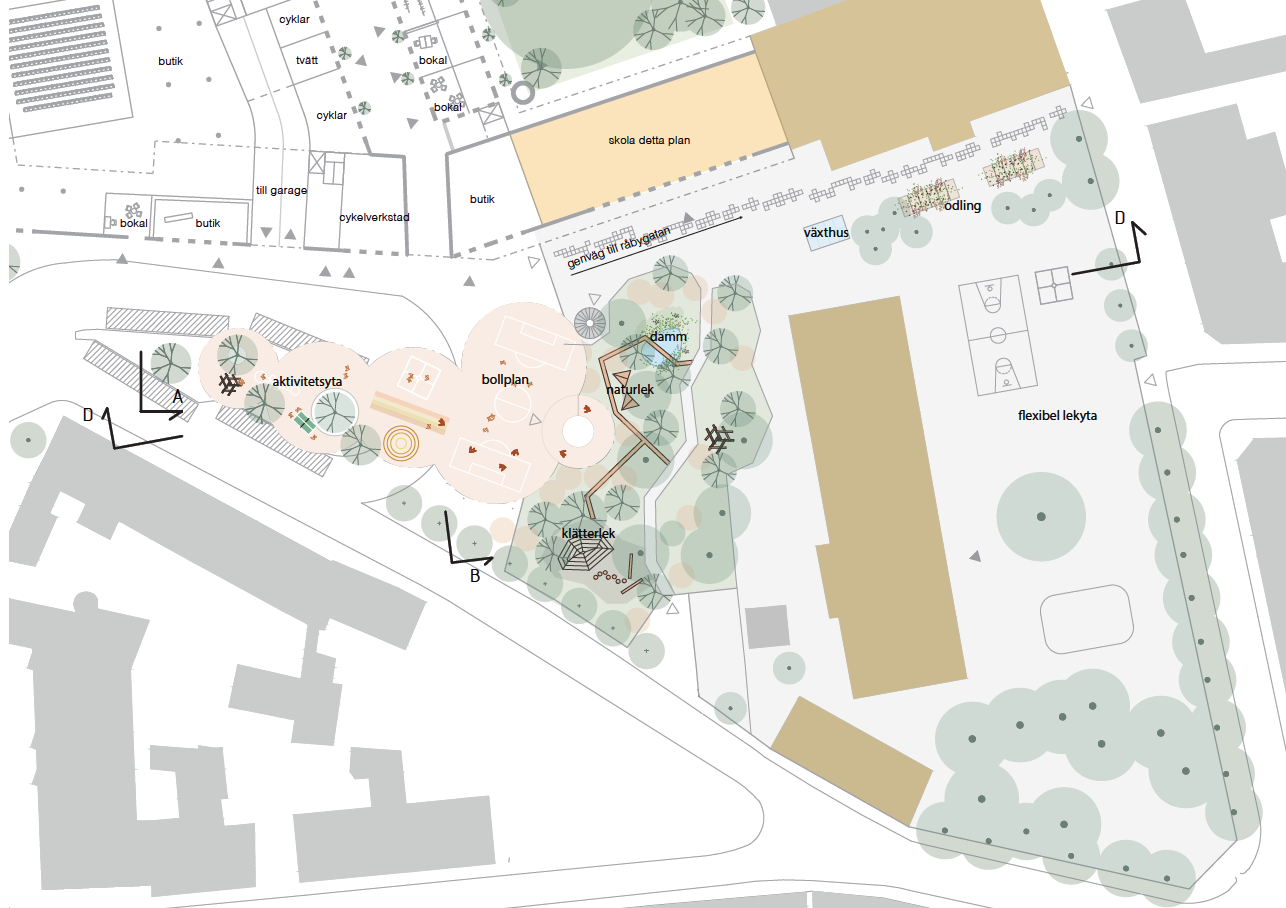 cyklar
butik
tvätt
bokal
bokal
cyklar
skola detta plan
till garage
butik
odling
cykelverkstad
D
bokal
butik
växthus
genväg till råbygatan
damm
aktivitetsyta
bollplan
naturlek
A
D
flexibel lekyta
klätterlek
B